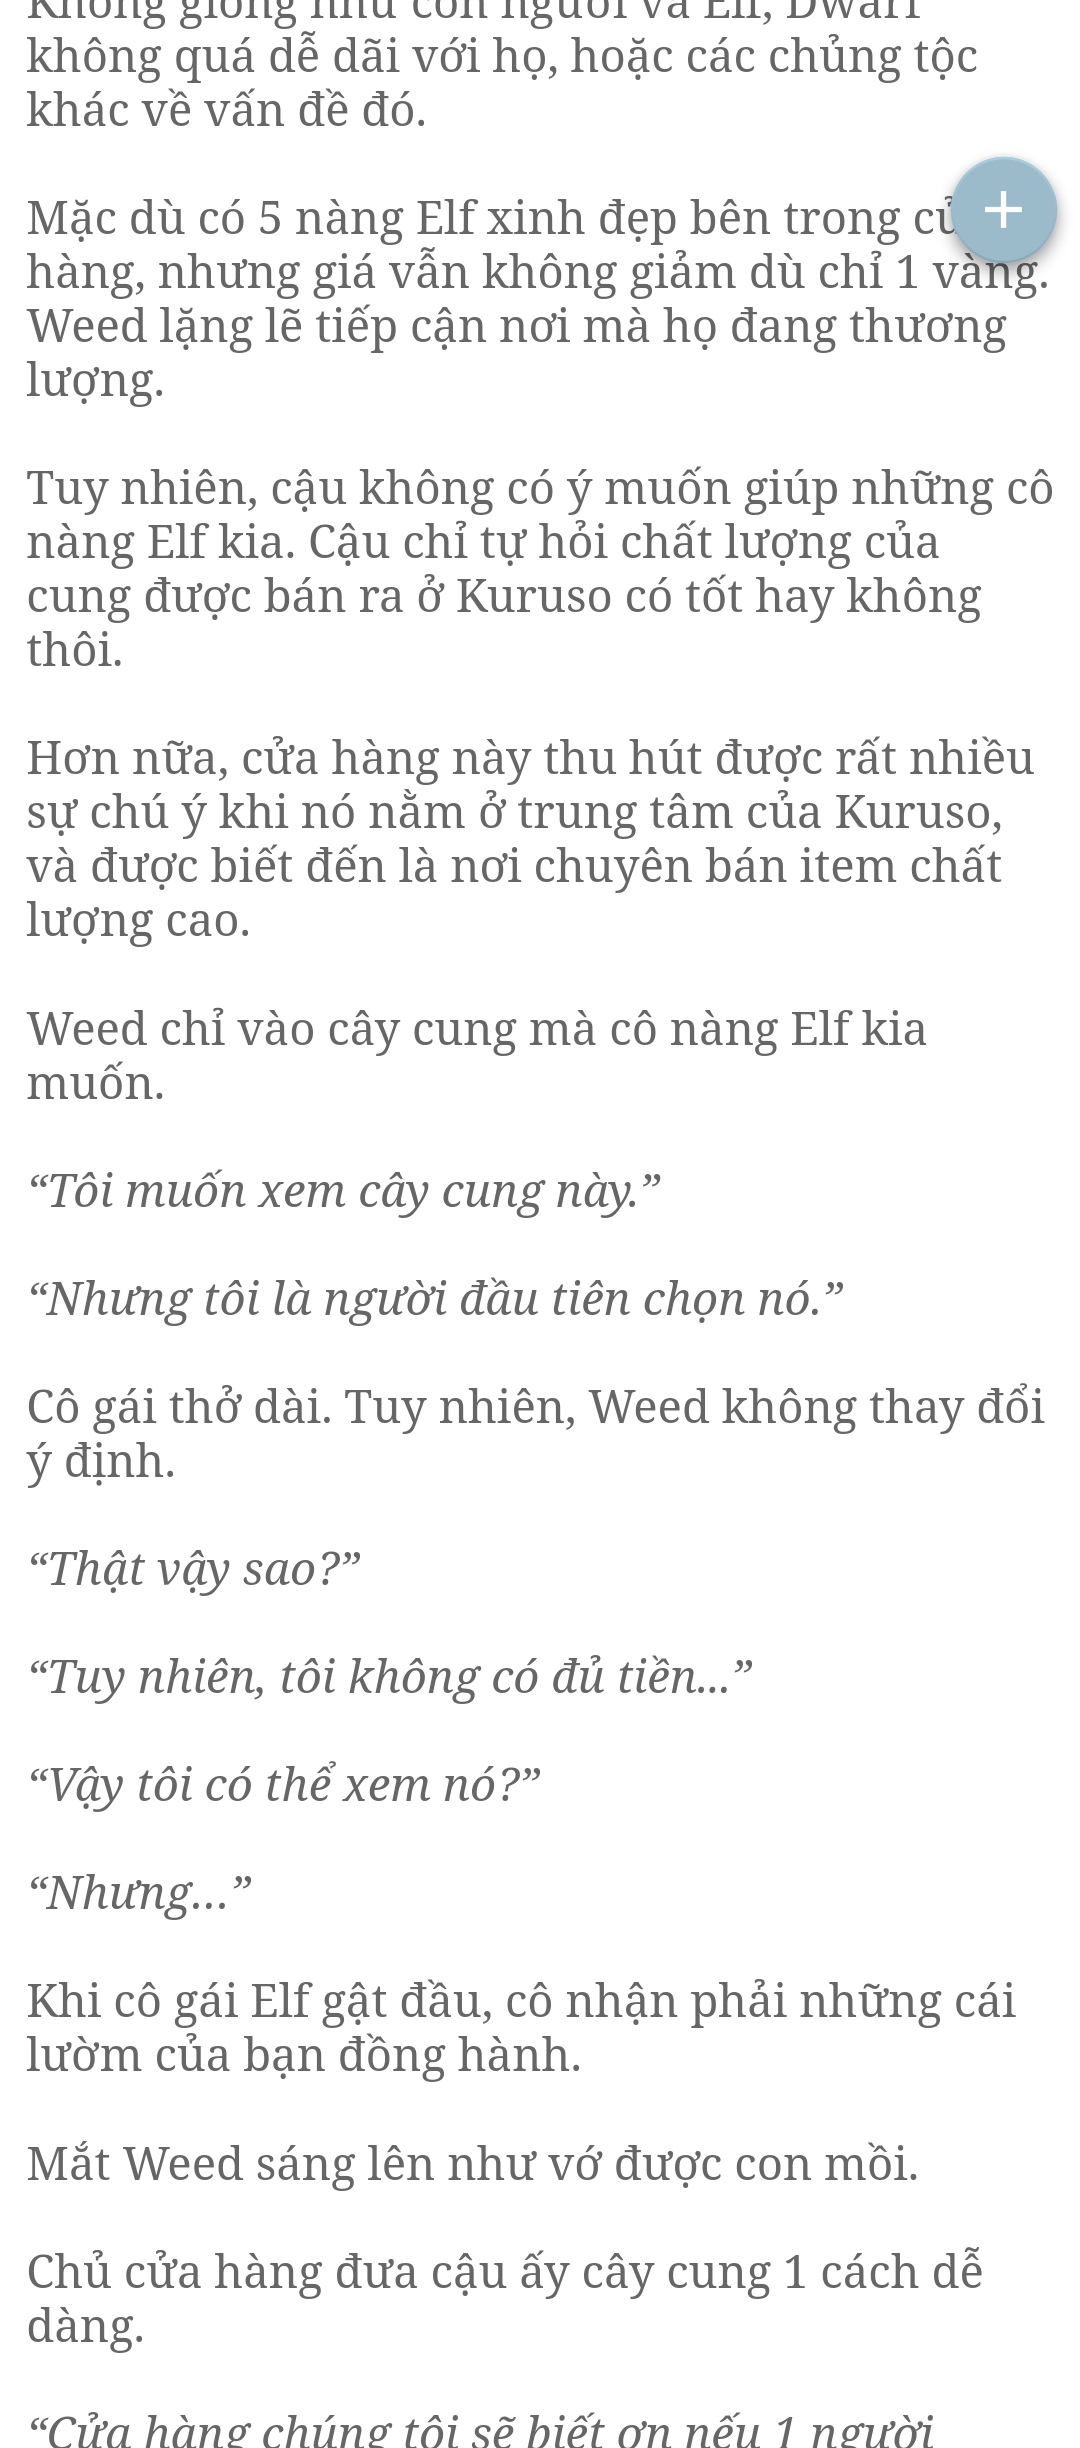 Không giống như con người và Elf, Dwarf
không quá dễ dãi với họ, hoặc các chủng tộc
khác về vấn đề đó.
Mặc dù có 5 nàng Elf xinh đẹp bên trong
hàng, nhưng giá vẫn không giảm dù chỉ 1 vàng.
Weed lặng lẽ tiếp cận nơi mà họ đang thương
lượng.
Tuy nhiên, cậu không có ý muốn giúp những cô
nàng Elf kia. Cậu chỉ tự hỏi chất lượng của
cung được bán ra ở Kuruso có tốt hay không
thôi.
Hơn nữa, cửa hàng này thu hút được rất nhiều
sự chú ý khi nó nằm ở trung tâm của Kuruso,
và được biết đến là nơi chuyên bán item chất
lượng cao.
Weed chỉ vào cây cung mà cô nàng Elf kia
muốn.
“Tôi muốn xem cây cung này.”
“Nhưng tôi là người đầu tiên chọn nó.”
Cô gái thở dài. Tuy nhiên, Weed không thay đổi
ý định.
“Thật vậy sao?”
“Tuy nhiên, tôi không có đủ tiền...”
“Vậy tôi có thể xem nó?”
“Nhưng…”
Khi cô gái Elf gật đầu, cô nhận phải những cái
lườm của bạn đồng hành.
Mắt Weed sáng lên như vớ được con mồi.
Chủ cửa hàng đưa cậu ấy cây cung 1 cách dễ
dàng.
“Cửa hàng chúng tôi sẽ biết ơn nếu 1 người